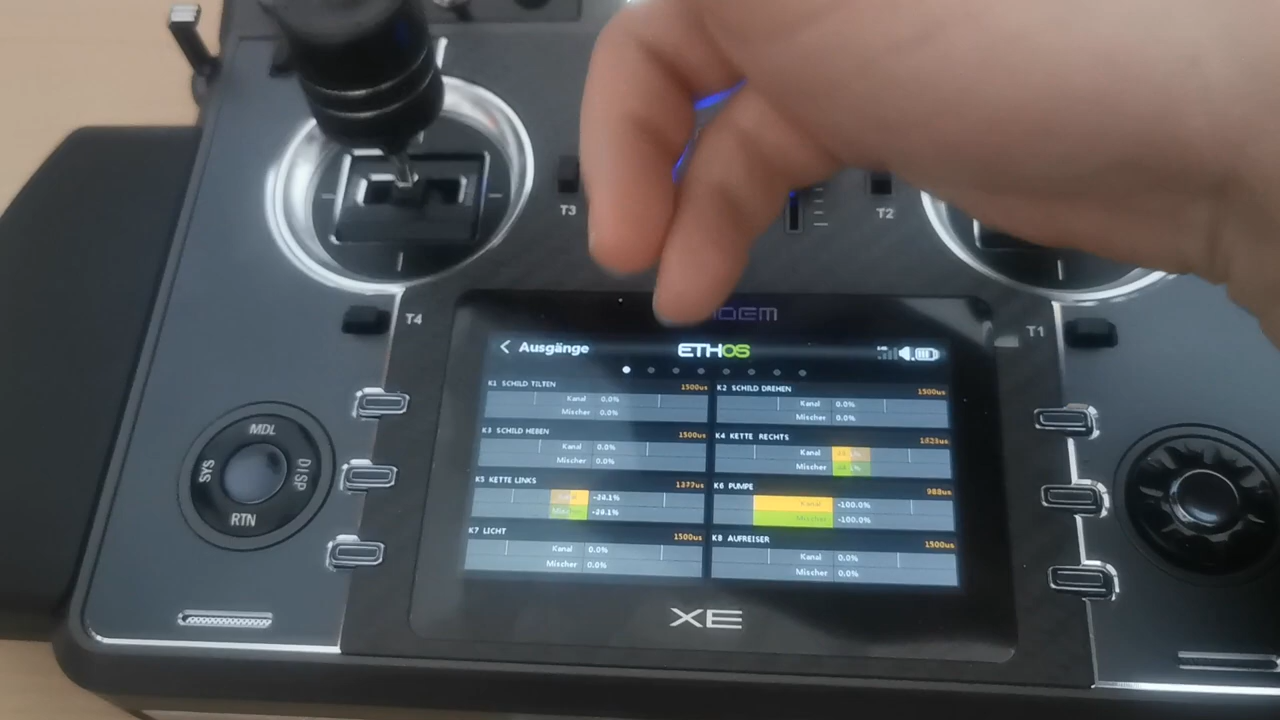 T3
T2
T4
T1
Ausgänge
ETHOS
K1 SCHILD TILTEN 1500us
Kanal 0.0%
Mischer 0.0%
K2 SCHILD DREHEN 1500us
Kanal 0.0%
Mischer 0.0%
K3 SCHILD HEBEN 1500us
Kanal 0.0%
Mischer 0.0%
K4 KETTE RECHTS 1623us
Kanal
Mischer
K5 KETTE LINKS 1377us
Kanal -24.1%
Mischer -24.1%
K6 PUMPE 988us
Kanal -100.0%
Mischer -100.0%
K7 LICHT 1500us
Kanal 0.0%
Mischer 0.0%
K8 AUFREISER 1500us
Kanal 0.0%
Mischer 0.0%
MDL
SYS
DISP
RTN
XE